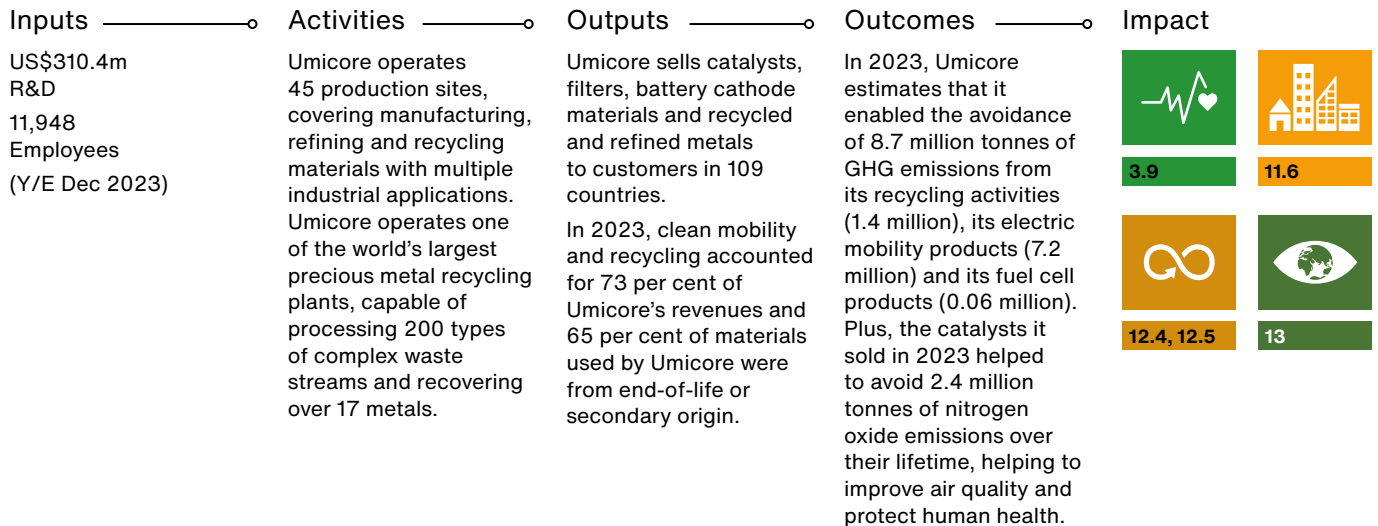 Inputs
US$310.4m
R&D
11,948
Employees
(Y/E Dec 2023)
Activities
Umicore operates
45 production sites,
covering manufacturing,
refining and recycling
materials with multiple
industrial applications.
Umicore operates one
of the world's largest
precious metal recycling
plants, capable of
processing 200 types
of complex waste
streams and recovering
over 17 metals.
Outputs
Umicore sells catalysts,
filters, battery cathode
materials and recycled
and refined metals
to customers in 109
countries.
In 2023, clean mobility
and recycling accounted
for 73 per cent of
Umicore's revenues and
65 per cent of materials
used by Umicore were
from end-of-life or
secondary origin.
Outcomes
In 2023, Umicore
estimates that it
enabled the avoidance
of 8.7 million tonnes of
GHG emissions from
its recycling activities
(1.4 million), its electric
mobility products (7.2
million) and its fuel cell
products (0.06 million).
Plus, the catalysts it
sold in 2023 helped
to avoid 2.4 million
tonnes of nitrogen
oxide emissions over
their lifetime, helping to
improve air quality and
protect human health.
Impact
3.9
11.6
12.4, 12.5
13